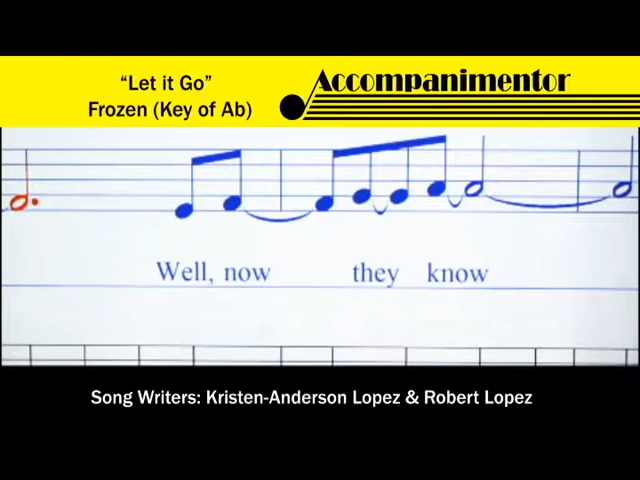 “Let it Go”
Frozen (Key of Ab)
Accompanimentor
Well, now they know
Song Writers: Kristen-Anderson Lopez & Robert Lopez